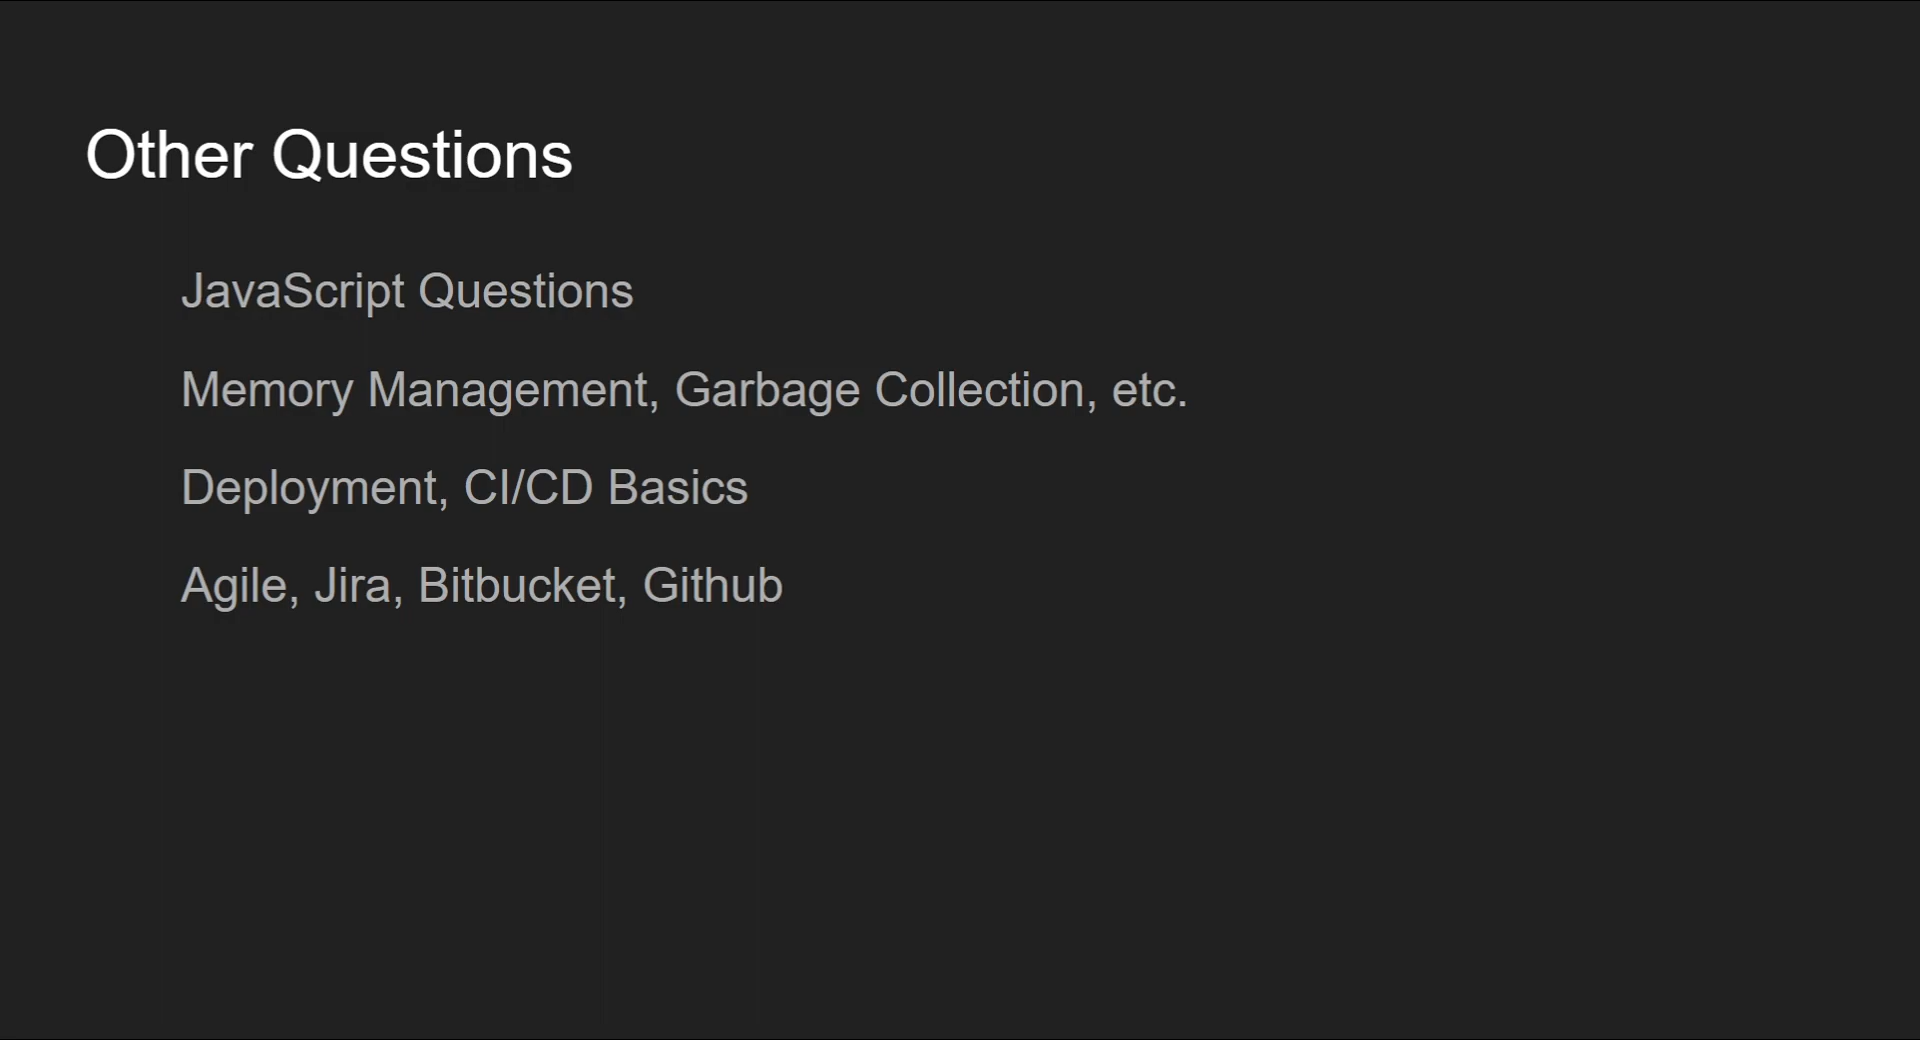 Other Questions
JavaScript Questions
Memory Management, Garbage Collection, etc.
Deployment, CI/CD Basics
Agile, Jira, Bitbucket, Github